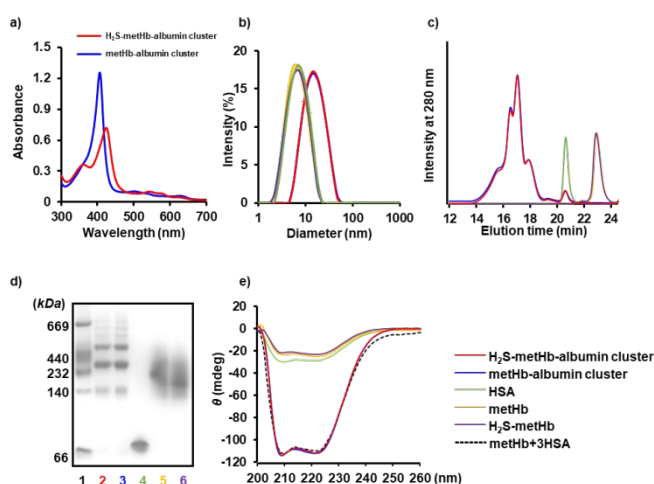 a)
H₂S-metHb-albumin cluster
metHb-albumin cluster
1.5
1.2
0.9
0.6
0.3
0
300 400 500 600 700
Absorbance
Wavelength (nm)
b)
20
15
10
5
0
1 10 100 1000
Intensity (%)
Diameter (nm)
c)
Intensity at 280 nm
12 14 16 18 20 22 24
Elution time (min)
d)
(kDa)
669
440
232
140
66
1 2 3 4 5 6
e)
20
0
-20
-40
-60
-80
-100
-120
θ (mdeg)
200 210 220 230 240 250 260 (nm)
H₂S-metHb-albumin cluster
metHb-albumin cluster
HSA
metHb
H₂S-metHb
metHb+3HSA